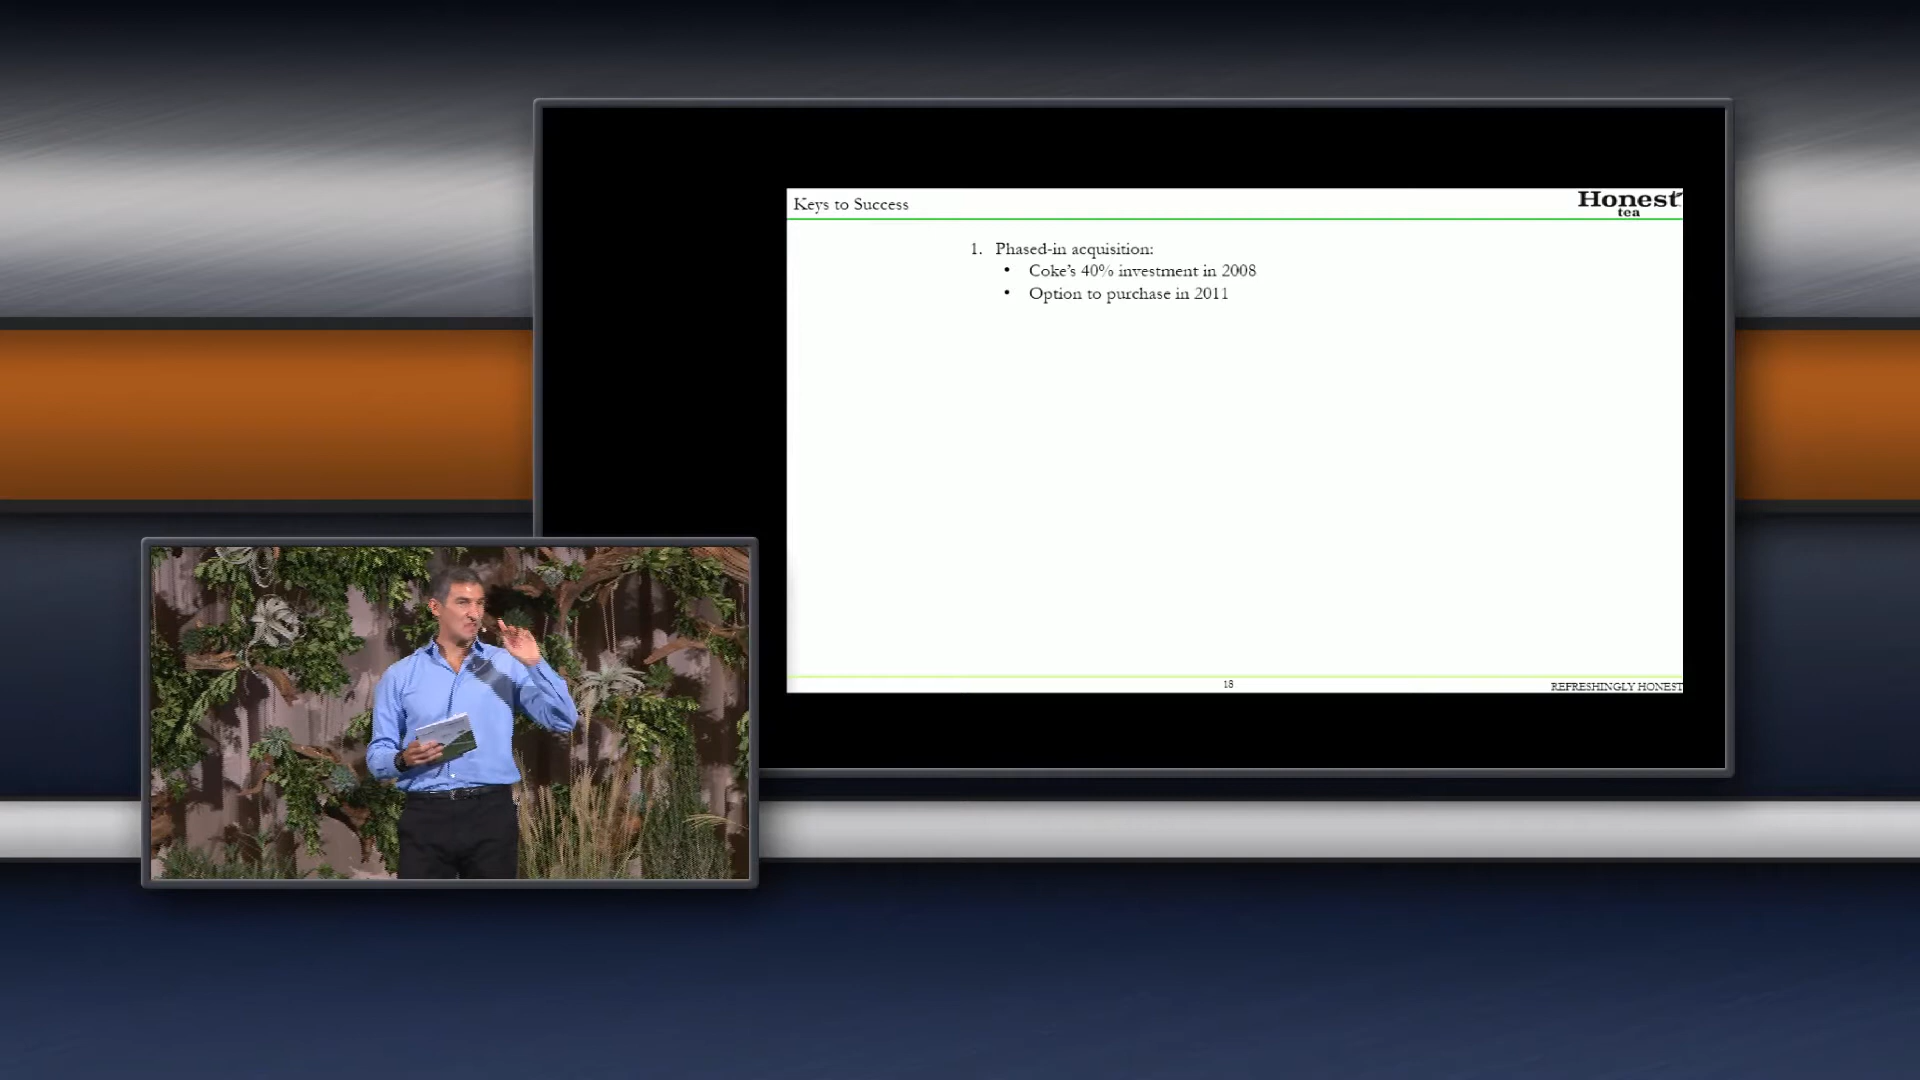 Keys to Success
Honest
tea
1. Phased-in acquisition:
• Coke's 40% investment in 2008
• Option to purchase in 2011
18
REFRESHINGLY HONEST